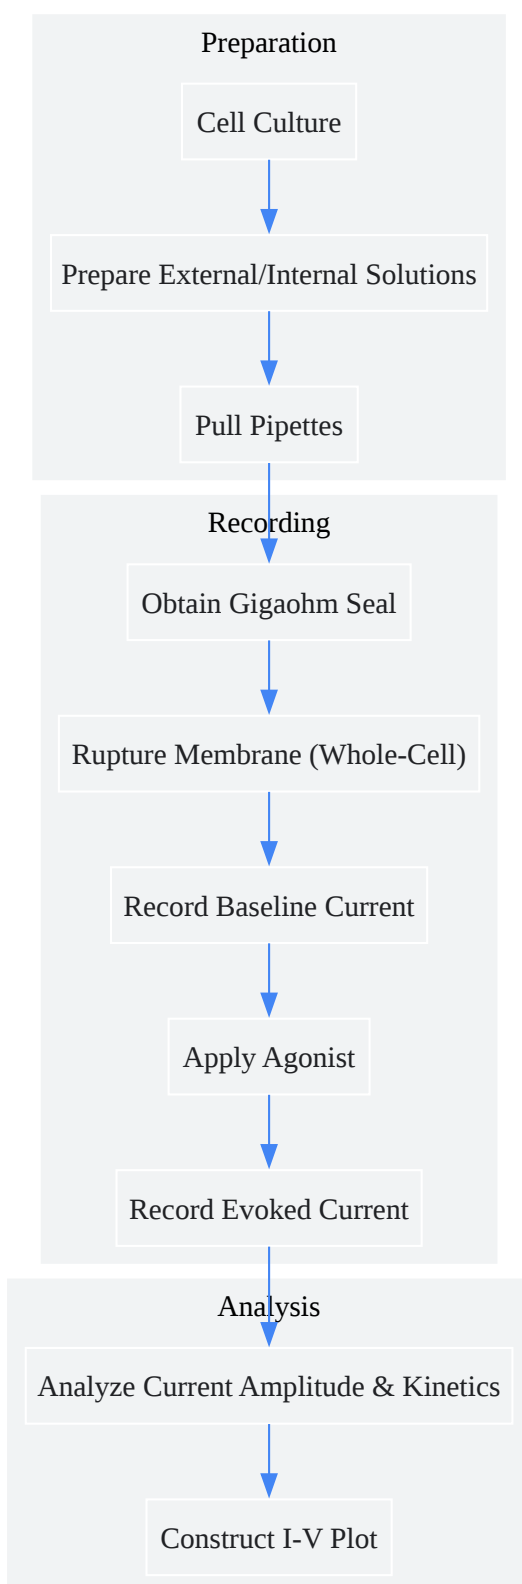 Preparation
Cell Culture
Prepare External/Internal Solutions
Pull Pipettes
Recording
Obtain Gigaohm Seal
Rupture Membrane (Whole-Cell)
Record Baseline Current
Apply Agonist
Record Evoked Current
Analysis
Analyze Current Amplitude & Kinetics
Construct I-V Plot